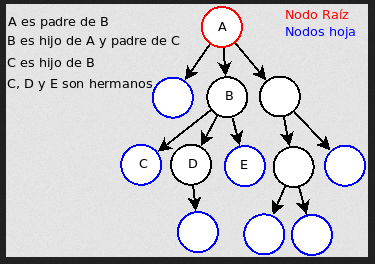 A es padre de B
B es hijo de A y padre de C
C es hijo de B
C, D y E son hermanos
Nodo Raíz
Nodos hoja
A
B
C
D
E